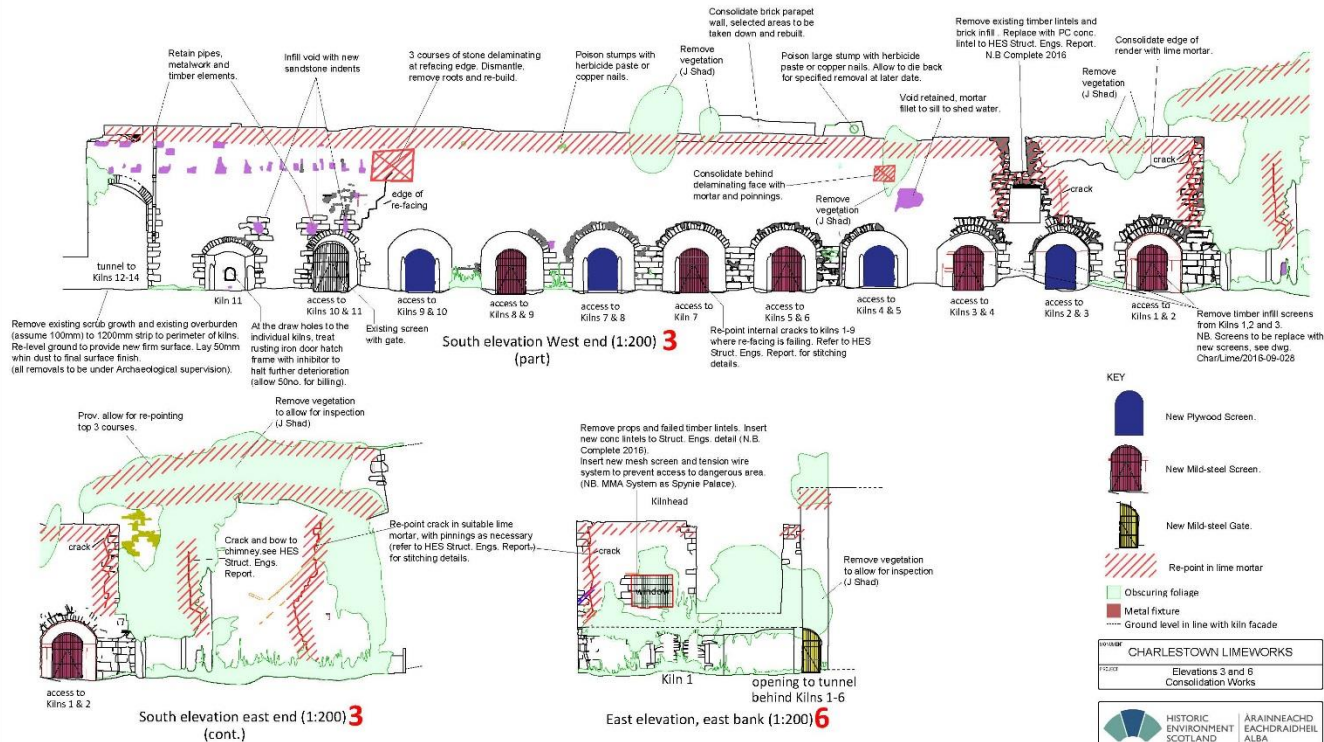 Retain pipes,
metalwork and
timber elements.
Infill void with new
sandstone indents
3 courses of stone delaminating
at refacing edge. Dismantle,
remove roots and re-build.
Poison stumps with
herbicide paste or
copper nails.
Remove
vegetation
(J Shad)
Consolidate brick parapet
wall, selected areas to be
taken down and rebuilt.
Poison large stump with herbicide
paste or copper nails. Allow to die back
for specified removal at later date.
Void retained, mortar
fillet to sill to shed water.
Remove existing timber lintels and
brick infill . Replace with PC conc.
lintel to HES Struct. Engs. Report.
N.B Complete 2016
Consolidate edge of
render with lime mortar.
Remove
vegetation
(J Shad)
crack
crack
edge of
re-facing
Consolidate behind
delaminating face with
mortar and poinnings.
Remove
vegetation
(J Shad)
tunnel to
Kilns 12-14
Kiln 11
access to
Kilns 10 & 11
access to
Kilns 9 & 10
access to
Kilns 8 & 9
access to
Kilns 7 & 8
access to
Kiln 7
access to
Kilns 5 & 6
access to
Kilns 4 & 5
access to
Kilns 3 & 4
access to
Kilns 2 & 3
access to
Kilns 1 & 2
Remove existing scrub growth and existing overburden
(assume 100mm) to 1200mm strip to perimeter of kilns.
Re-level ground to provide new firm surface. Lay 50mm
whin dust to final surface finish.
(all removals to be under Archaeological supervision).
At the draw holes to the
individual kilns, treat
rusting iron door hatch
frame with inhibitor to
halt further deterioration
(allow 50no. for billing).
Existing screen
with gate.
South elevation West end (1:200) 3
(part)
Re-point internal cracks to kilns 1-9
where re-facing is failing. Refer to HES
Struct. Engs. Report. for stitching
details.
Remove timber infill screens
from Kilns 1,2 and 3.
NB. Screens to be replace with
new screens, see dwg.
Char/Lime/2016-09-028
Prov. allow for re-pointing
top 3 courses.
Remove vegetation
to allow for inspection
(J Shad)
crack
Crack and bow to
chimney.see HES
Struct. Engs.
Report.
Re-point crack in suitable lime
mortar, with pinnings as necessary
(refer to HES Struct. Engs. Report.)
for stitching details.
access to
Kilns 1 & 2
South elevation east end (1:200) 3
(cont.)
Remove props and failed timber lintels. Insert
new conc lintels to Struct. Engs. detail (N.B.
Complete 2016).
Insert new mesh screen and tension wire
system to prevent access to dangerous area.
(NB. MMA System as Spynie Palace).
Kilnhead
crack
window
Remove vegetation
to allow for inspection
(J Shad)
Kiln 1
opening to tunnel
behind Kilns 1-6
East elevation, east bank (1:200) 6
KEY
New Plywood Screen.
New Mild-steel Screen.
New Mild-steel Gate.
Re-point in lime mortar
Obscuring foliage
Metal fixture
Ground level in line with kiln facade
MONUMENT
CHARLESTOWN LIMEWORKS
Elevations 3 and 6
Consolidation Works
HISTORIC
ENVIRONMENT
SCOTLAND
ÀRAINNEACHD
EACHDRAIDHEIL
ALBA